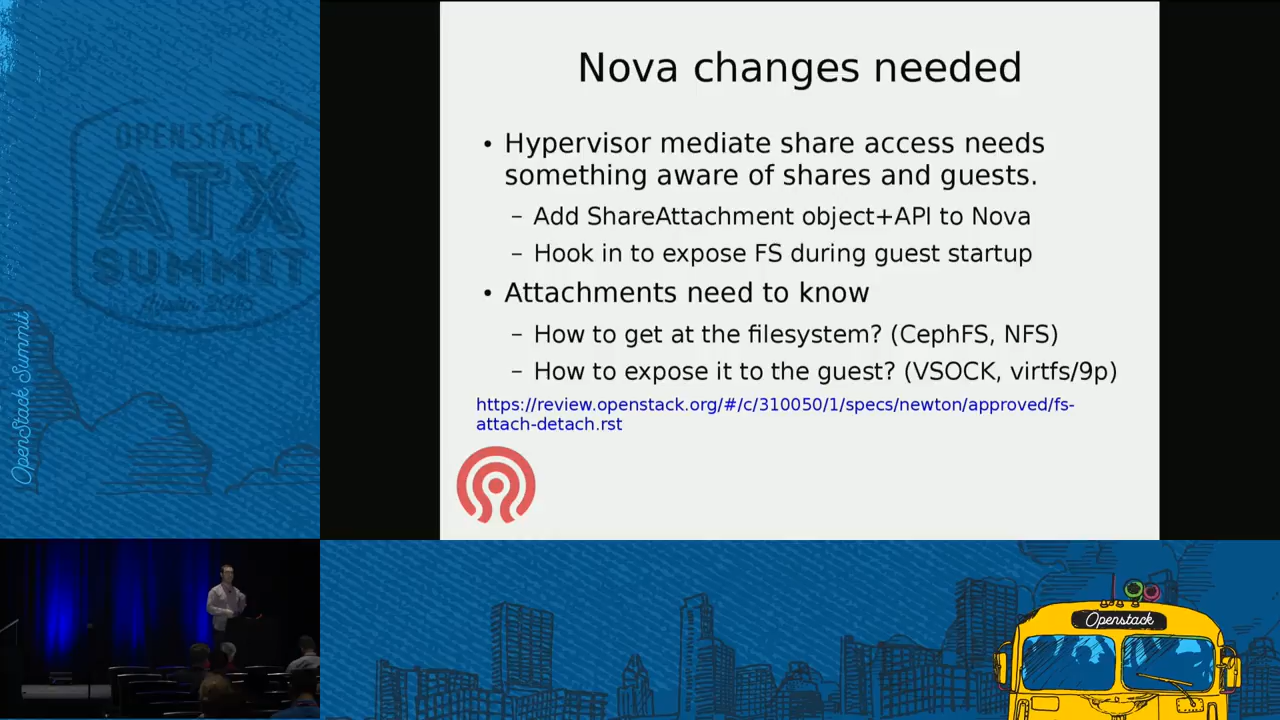 Nova changes needed
• Hypervisor mediate share access needs
something aware of shares and guests.
– Add ShareAttachment object+API to Nova
– Hook in to expose FS during guest startup
• Attachments need to know
– How to get at the filesystem? (CephFS, NFS)
– How to expose it to the guest? (VSOCK, virtfs/9p)
https://review.openstack.org/#/c/310050/1/specs/newton/approved/fs-
attach-detach.rst
OPENSTACK
ATX
SUMMIT
OpenStack Summit
Openstack